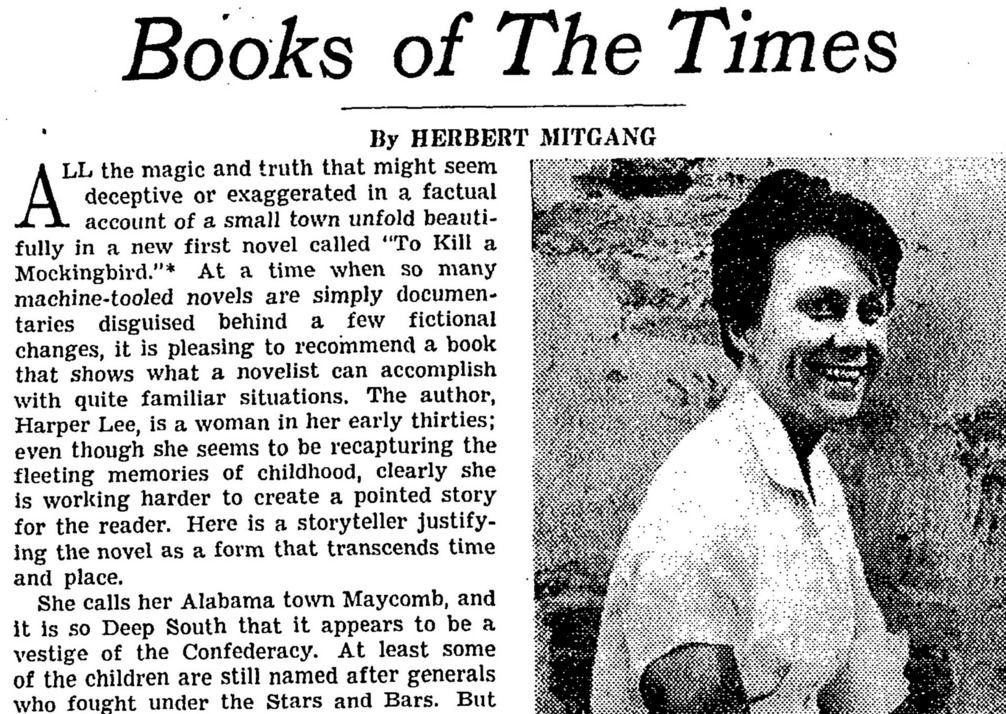 Books of The Times
By HERBERT MITGANG
ALL the magic and truth that might seem
deceptive or exaggerated in a factual
account of a small town unfold beauti-
fully in a new first novel called "To Kill a
Mockingbird."* At a time when so many
machine-tooled novels are simply documen-
taries disguised behind a few fictional
changes, it is pleasing to recommend a book
that shows what a novelist can accomplish
with quite familiar situations. The author,
Harper Lee, is a woman in her early thirties;
even though she seems to be recapturing the
fleeting memories of childhood, clearly she
is working harder to create a pointed story
for the reader. Here is a storyteller justify-
ing the novel as a form that transcends time
and place.
She calls her Alabama town Maycomb, and
it is so Deep South that it appears to be a
vestige of the Confederacy. At least some
of the children are still named after generals
who fought under the Stars and Bars. But